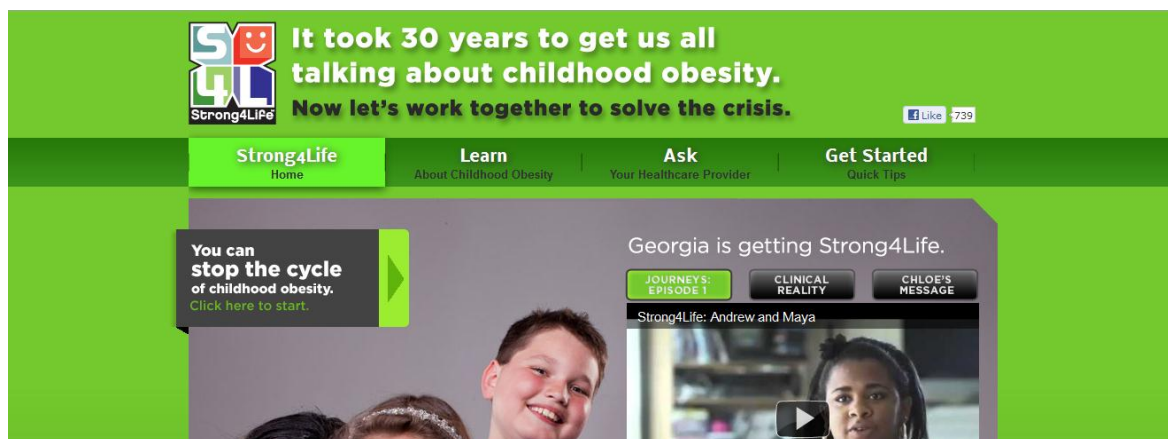 S
4L
Strong4Life
It took 30 years to get us all
talking about childhood obesity.
Now let's work together to solve the crisis.
Like 739
Strong4Life
Home
Learn
About Childhood Obesity
Ask
Your Healthcare Provider
Get Started
Quick Tips
You can
stop the cycle
of childhood obesity.
Click here to start.
Georgia is getting Strong4Life.
JOURNEYS:
EPISODE 1
CLINICAL
REALITY
CHLOE'S
MESSAGE
Strong4Life: Andrew and Maya